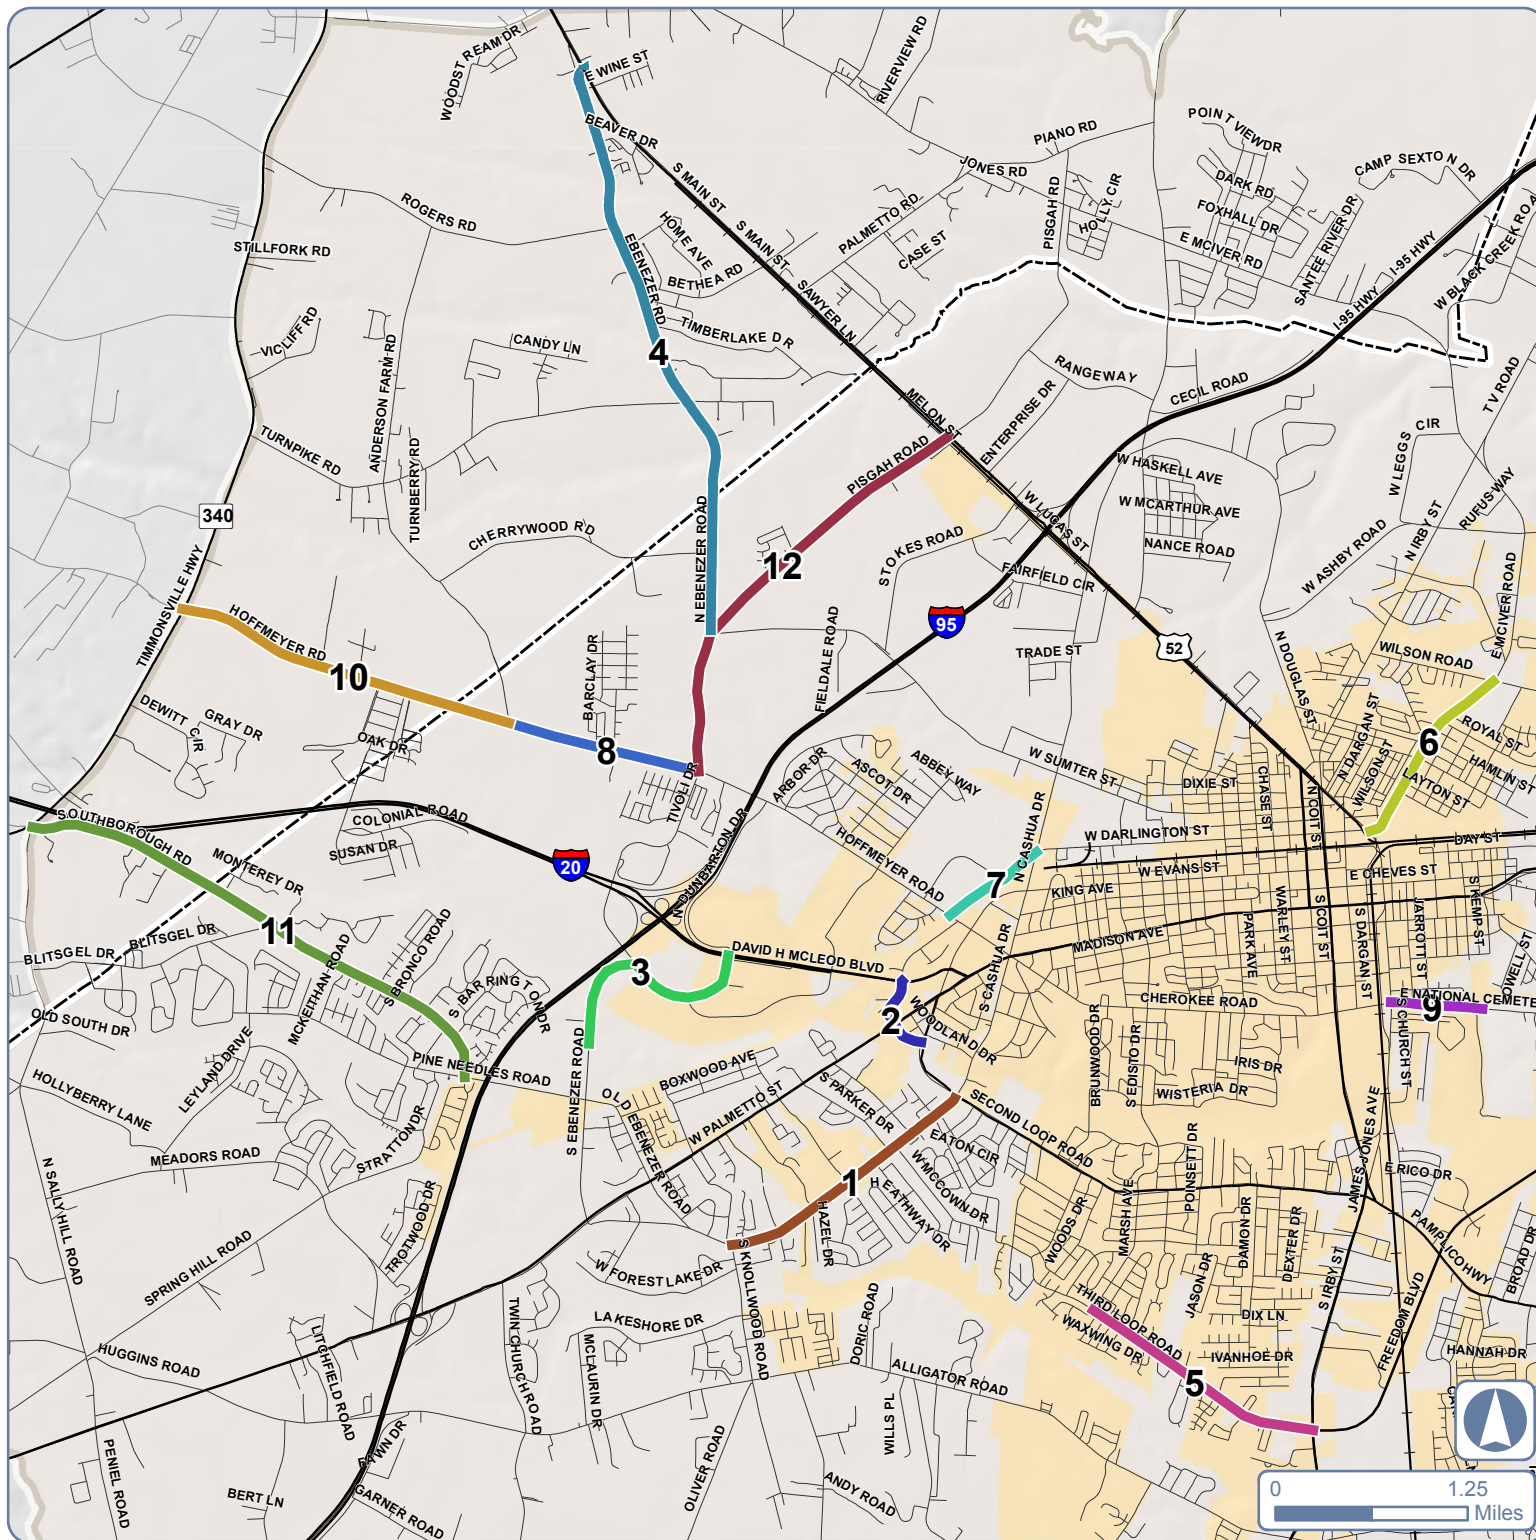 WOODSTREAM DR
E WINE ST
RIVERVIEW RD
BEAVER DR
PIANO RD
POINT VIEW DR
JONES RD
CAMP SEXTON DR
S MAIN ST
DARK RD
PISGAH RD
HOLLY CIR
ROGERS RD
PALMETTO RD
FOXHALL DR
HOME AVE
S MAIN ST
CASE ST
E MCIVER RD
SANTEE RIVER DR
I-95 HWY
STILLFORK RD
EBENEZER RD
BETHEA RD
W BLACK CREEK ROA
SAWYER LN
I-95 HWY
VICLIFF RD
CANDY LN
TIMBERLAKE DR
4
RANGEWAY
TV ROAD
CECIL ROAD
ANDERSON FARM RD
MELON ST
ENTERPRISE DR
W LEGGS CIR
TURNPIKE RD
TURNBERRY RD
PISGAH ROAD
W HASKELL AVE
RUFUS WAY
340
W LUCAS ST
W MCARTHUR AVE
CHERRYWOOD RD
N EBENEZER ROAD
12
STOKES ROAD
NANCE ROAD
W ASHBY ROAD
N IRBY ST
E MCIVER ROAD
FAIRFIELD CIR
TIMMONSVILLE HWY
HOFFMEYER RD
95
52
BARCLAY DR
FIELDALE ROAD
TRADE ST
N DOUGLAS ST
WILSON ROAD
10
DEWITT CIR
GRAY DR
OAK DR
8
ARBOR DR
ASCOT DR
ABBEY WAY
W SUMTER ST
N DARGAN ST
6
ROYAL ST
WILSON ST
HAMLIN ST
LAYTON ST
TIVOLI DR
DIXIE ST
CHASE ST
N COIT ST
SOUTHBOROUGH RD
COLONIAL ROAD
SUSAN DR
MONTEREY DR
20
N DUNBARTON DR
HOFFMEYER ROAD
N CASHUA DR
W DARLINGTON ST
DAY ST
W EVANS ST
E CHEVES ST
7
KING AVE
11
BLITSGEL DR
BLITSGEL DR
MCKEITHAN ROAD
S BRONCO ROAD
S BARRINGTON DR
3
DAVID H MCLEOD BLVD
S CASHUA DR
MADISON AVE
PARK AVE
WARLEY ST
S COIT ST
S DARGAN ST
JARROTT ST
S KEMP ST
OWELL ST
CHEROKEE ROAD
E NATIONAL CEMETE
9
S CHURCH ST
OLD SOUTH DR
2
WOODLAND DR
PINE NEEDLES ROAD
LEYLAND DRIVE
HOLLYBERRY LANE
S EBENEZER ROAD
BOXWOOD AVE
W PALMETTO ST
OLD EBENEZER ROAD
S PARKER DR
BRUNWOOD DR
S EDISTO DR
IRIS DR
WISTERIA DR
SECOND LOOP ROAD
EATON CIR
STRATTON DR
MEADORS ROAD
N SALLY HILL ROAD
TROTWOOD DR
SPRING HILL ROAD
1
W MCCOWN DR
HEATHWAY DR
HAZEL DR
POINSETT DR
MARSH AVE
WOODS DR
JAMES JONES AVE
E RICO DR
PAMPLICO HWY
DAMON DR
DEXTER DR
JASON DR
S IRBY ST
BROAD DR
FREEDOM BLVD
S KNOLLWOOD ROAD
W FOREST LAKE DR
LAKESHORE DR
TWIN CHURCH ROAD
MCLAURIN DR
DORIC ROAD
THIRD LOOP ROAD
WAXWING DR
DIX LN
IVANHOE DR
5
HANNAH DR
HUGGINS ROAD
LITCHFIELD ROAD
ALLIGATOR ROAD
WILLS PL
OLIVER ROAD
ANDY ROAD
FAWN DR
PENIEL ROAD
BERT LN
GARNER ROAD
0 1.25
Miles